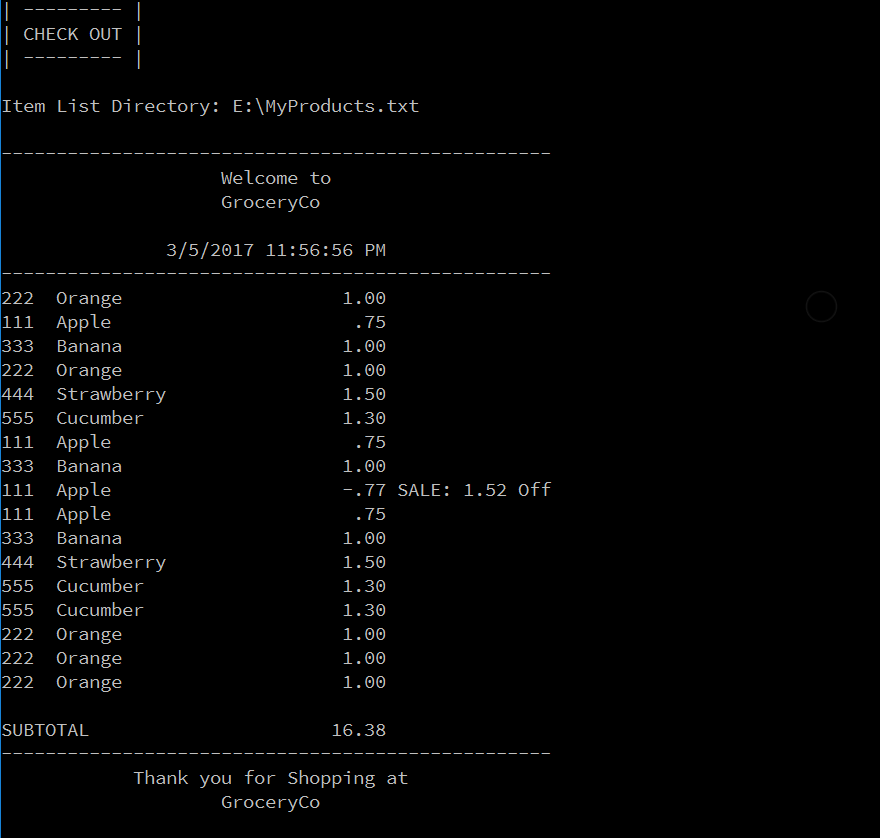 | --------- |
| CHECK OUT |
| --------- |
Item List Directory: E:\MyProducts.txt
--------------------------------------------------
Welcome to
GroceryCo
3/5/2017 11:56:56 PM
--------------------------------------------------
222  Orange                    1.00
111  Apple                      .75
333  Banana                    1.00
222  Orange                    1.00
444  Strawberry                1.50
555  Cucumber                  1.30
111  Apple                      .75
333  Banana                    1.00
111  Apple                     -.77 SALE: 1.52 Off
111  Apple                      .75
333  Banana                    1.00
444  Strawberry                1.50
555  Cucumber                  1.30
555  Cucumber                  1.30
222  Orange                    1.00
222  Orange                    1.00
222  Orange                    1.00
SUBTOTAL                      16.38
--------------------------------------------------
Thank you for Shopping at
GroceryCo